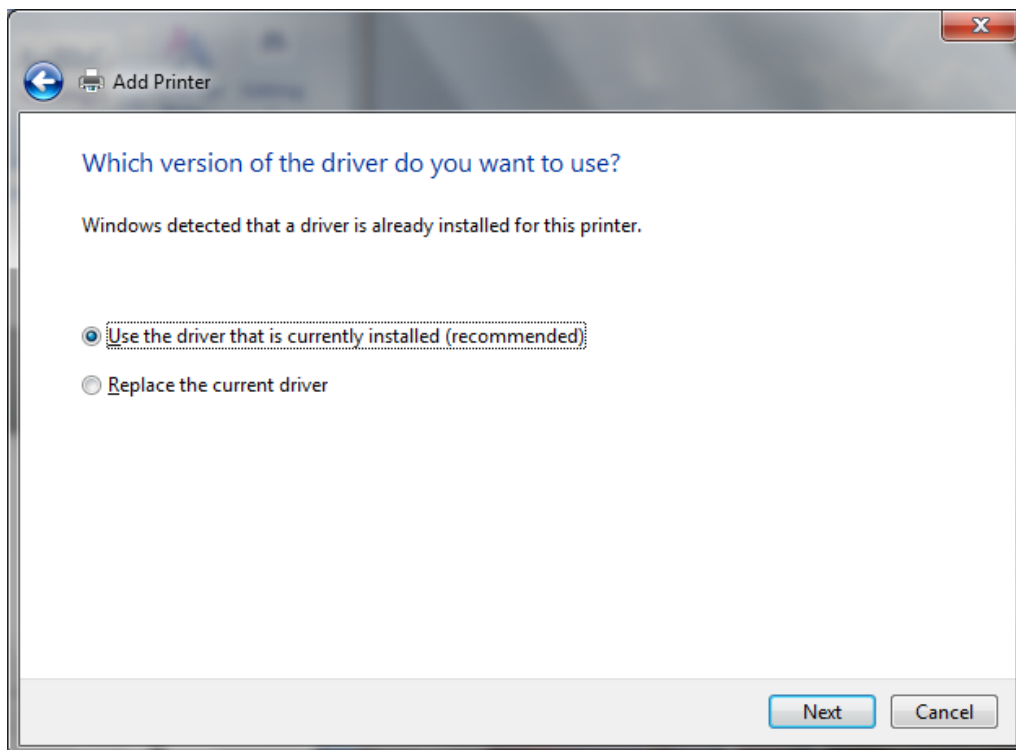 Add Printer
Which version of the driver do you want to use?
Windows detected that a driver is already installed for this printer.
Use the driver that is currently installed (recommended)
Replace the current driver
Next
Cancel